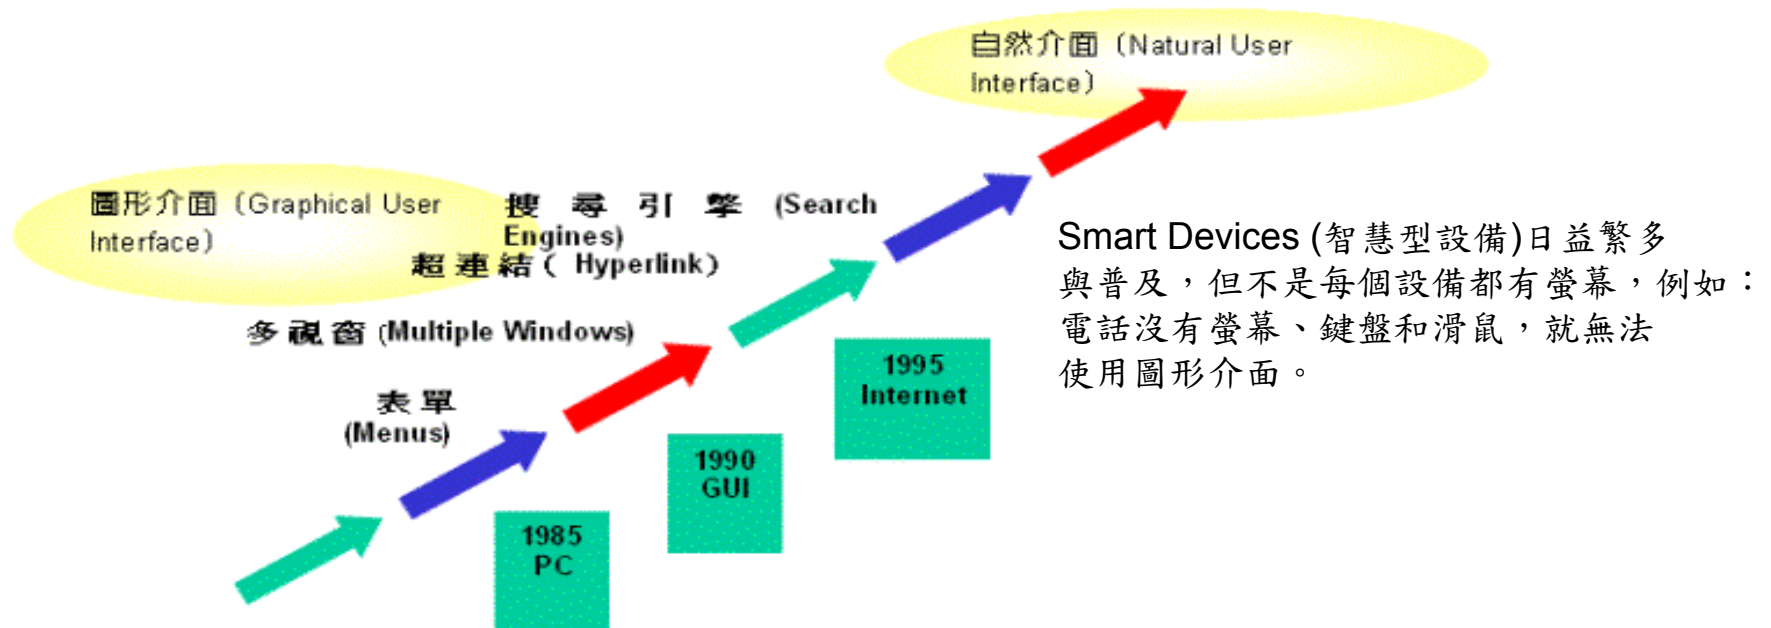 自然介面（Natural User
Interface）
圖形介面（Graphical User
Interface）
搜尋引擎 (Search
Engines)
超連結( Hyperlink)
多視窗 (Multiple Windows)
表單
(Menus)
1995
Internet
1990
GUI
1985
PC
Smart Devices (智慧型設備)日益繁多
與普及，但不是每個設備都有螢幕，例如：
電話沒有螢幕、鍵盤和滑鼠，就無法
使用圖形介面。